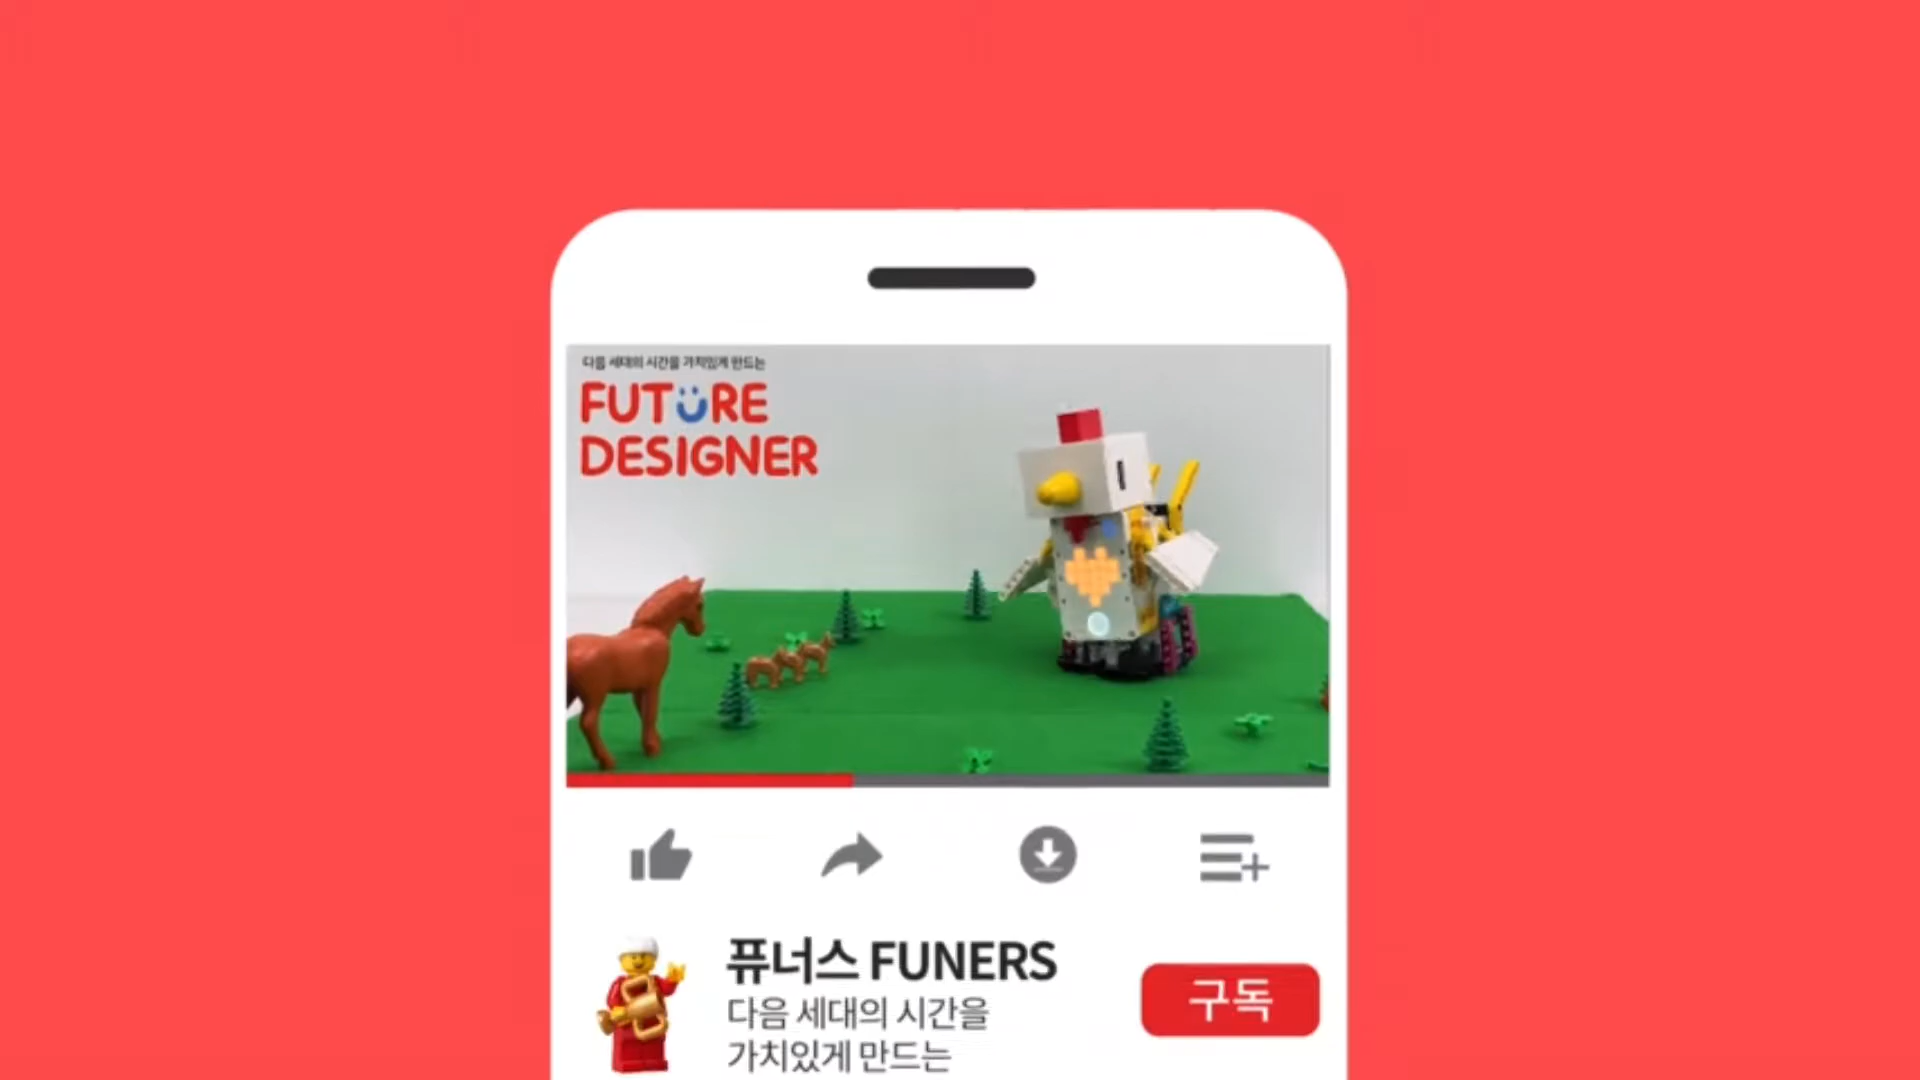 다음 세대의 시간을 가치있게 만드는
FUTURE
DESIGNER
퓨너스 FUNERS
다음 세대의 시간을
가치있게 만드는
구독